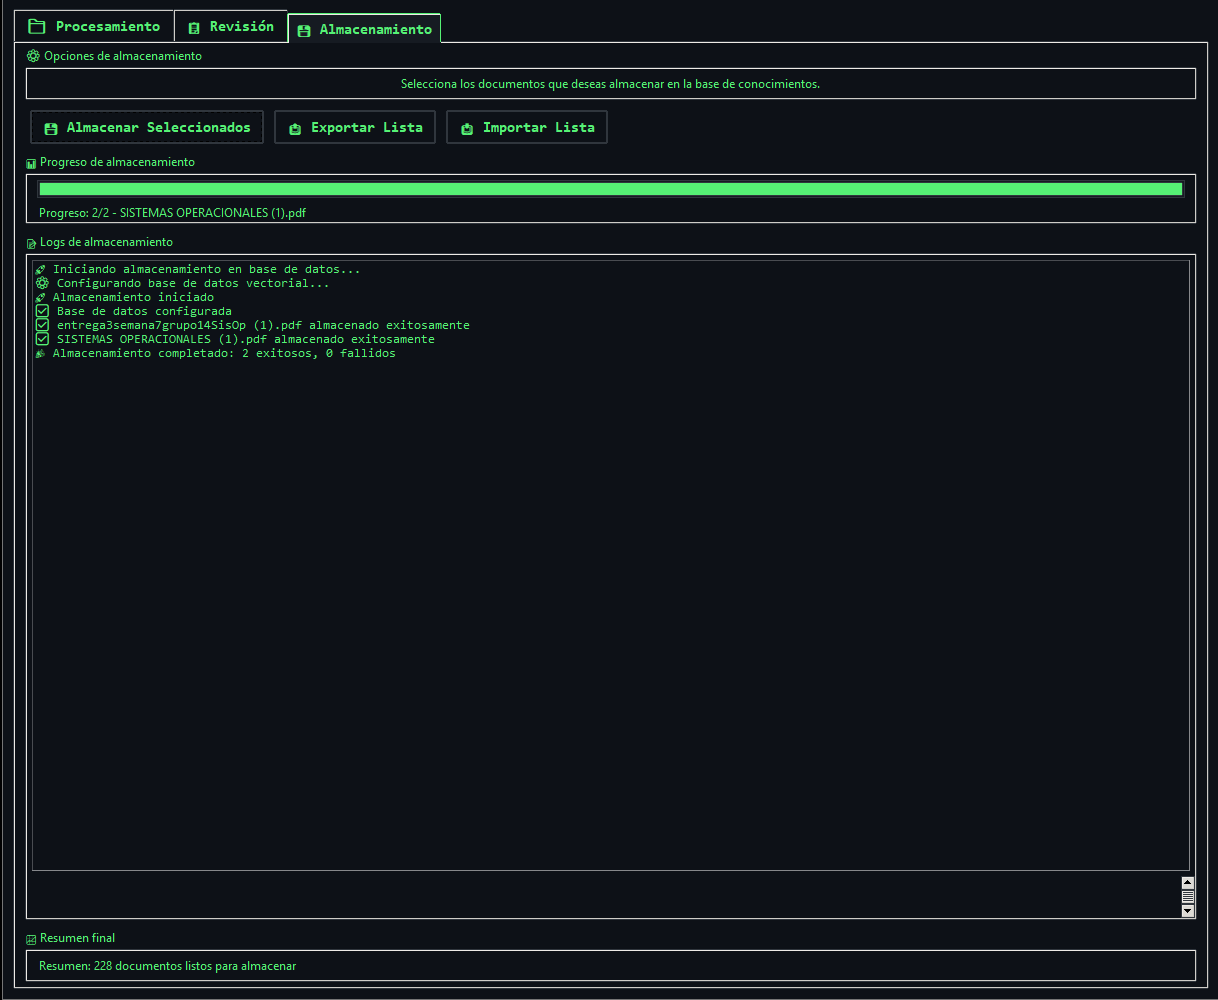 Procesamiento
Revisión
Almacenamiento
Opciones de almacenamiento
Selecciona los documentos que deseas almacenar en la base de conocimientos.
Almacenar Seleccionados
Exportar Lista
Importar Lista
Progreso de almacenamiento
Progreso: 2/2 - SISTEMAS OPERACIONALES (1).pdf
Logs de almacenamiento
Iniciando almacenamiento en base de datos...
Configurando base de datos vectorial...
Almacenamiento iniciado
Base de datos configurada
entrega3semana7grupo14SisOp (1).pdf almacenado exitosamente
SISTEMAS OPERACIONALES (1).pdf almacenado exitosamente
Almacenamiento completado: 2 exitosos, 0 fallidos
Resumen final
Resumen: 228 documentos listos para almacenar